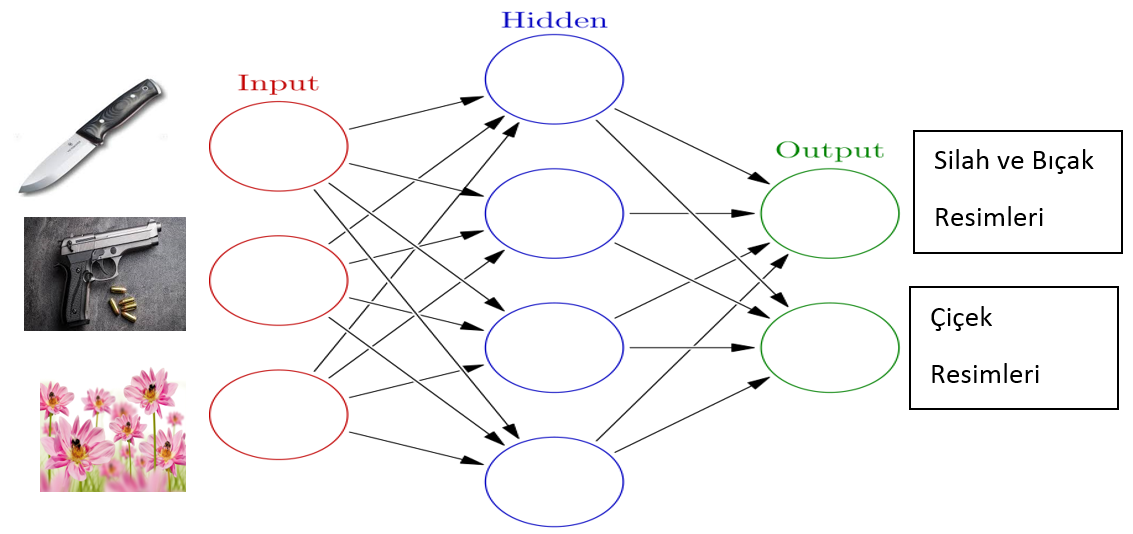 Hidden
Input
Output
Silah ve Bıçak
Resimleri
Çiçek
Resimleri